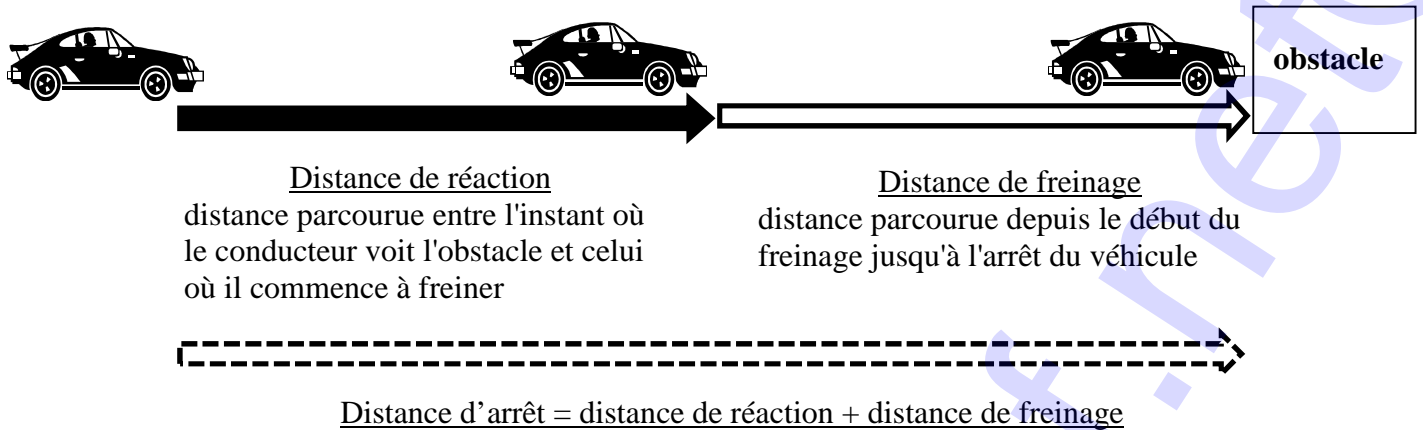 obstacle
Distance de réaction
distance parcourue entre l'instant où
le conducteur voit l'obstacle et celui
où il commence à freiner
Distance de freinage
distance parcourue depuis le début du
freinage jusqu'à l'arrêt du véhicule
Distance d’arrêt = distance de réaction + distance de freinage